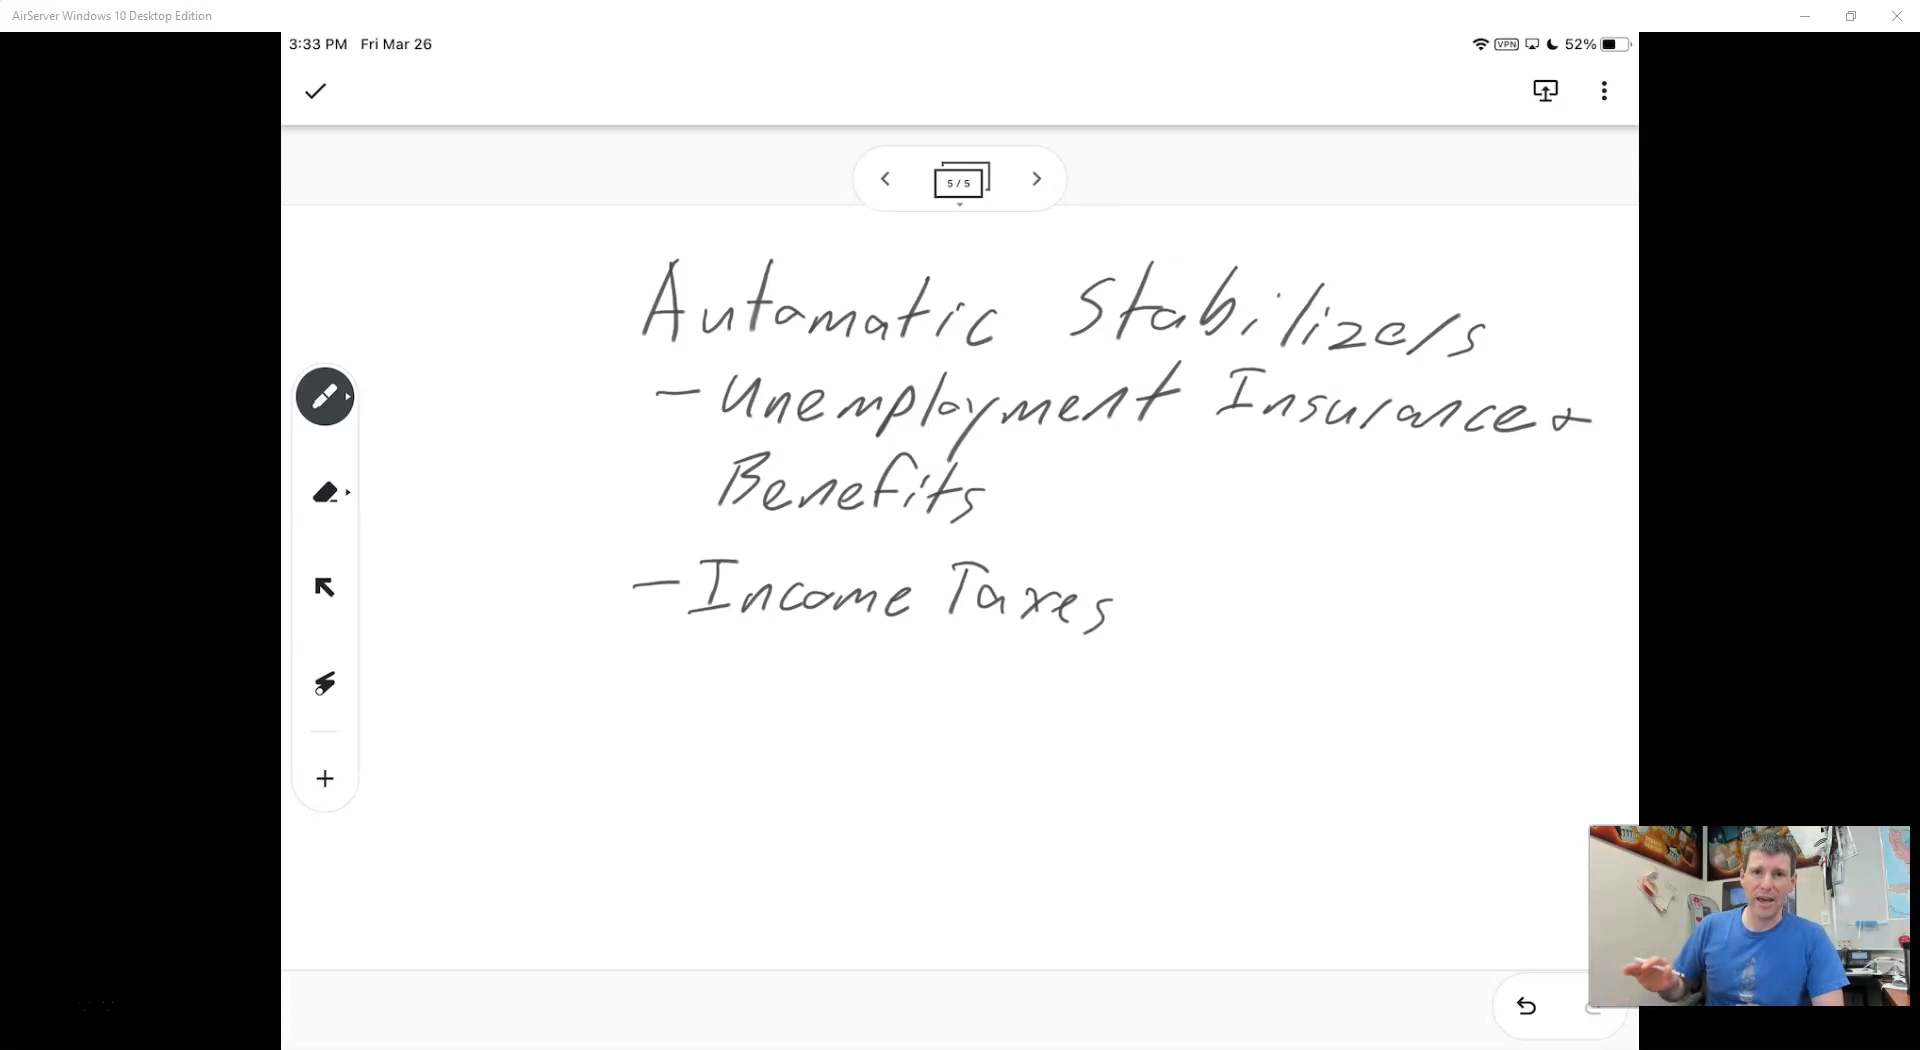 AirServer Windows 10 Desktop Edition
3:33 PM Fri Mar 26
VPN 52%
5 / 5
Automatic Stabilizers
- Unemployment Insurance &
Benefits
- Income Taxes